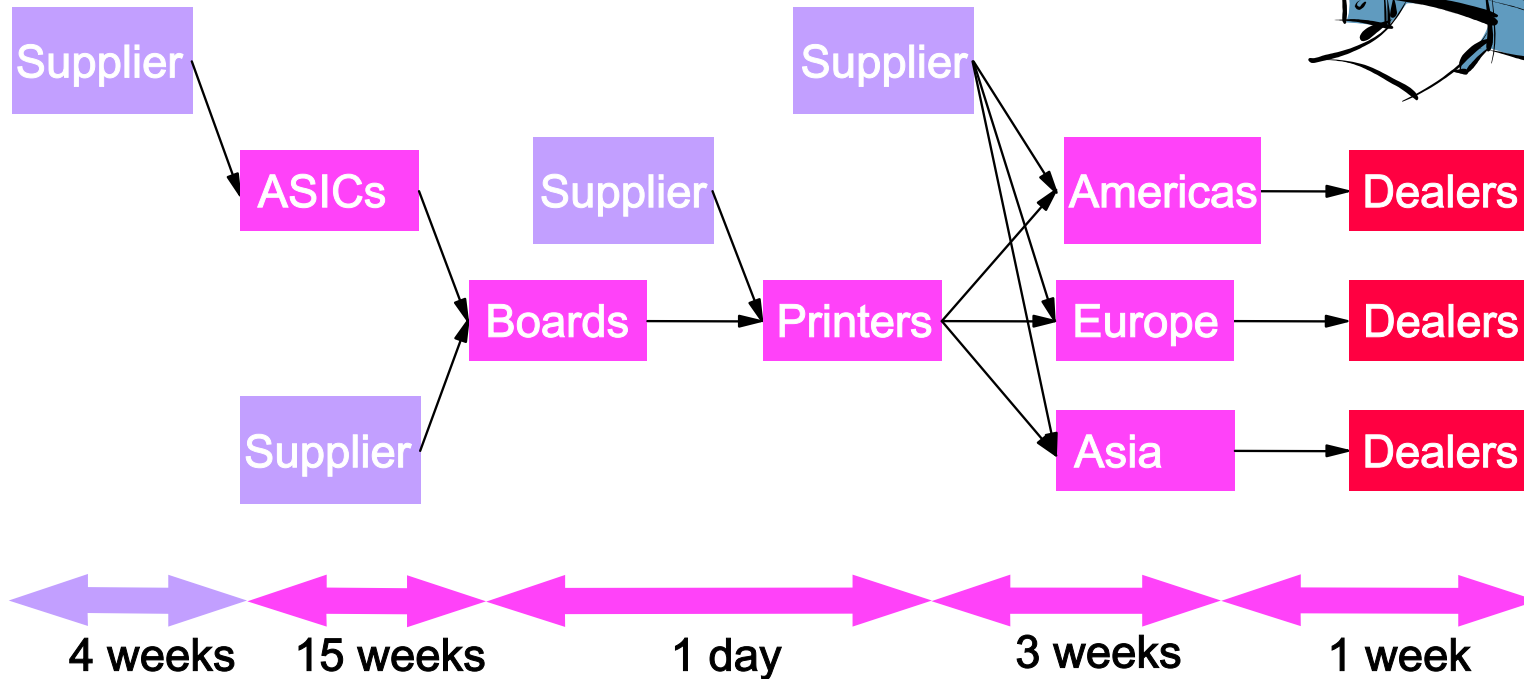 Supplier
Supplier
ASICs
Supplier
Americas
Dealers
Boards
Printers
Europe
Dealers
Supplier
Asia
Dealers
4 weeks
15 weeks
1 day
3 weeks
1 week